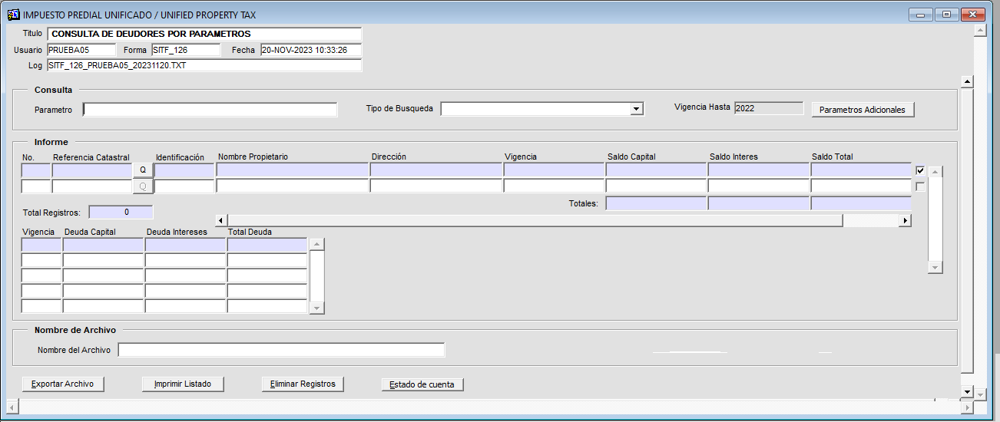 IMPUESTO PREDIAL UNIFICADO / UNIFIED PROPERTY TAX
Titulo CONSULTA DE DEUDORES POR PARAMETROS
Usuario PRUEBA05 Forma SITF_126 Fecha 20-NOV-2023 10:33:26
Log SITF_126_PRUEBA05_20231120.TXT
Consulta
Parametro Tipo de Busqueda Vigencia Hasta 2022 Parametros Adicionales
Informe
No. Referencia Catastral Identificación Nombre Propietario Dirección Vigencia Saldo Capital Saldo Interes Saldo Total
Q
Q
Totales:
Total Registros: 0
Vigencia Deuda Capital Deuda Intereses Total Deuda
Nombre de Archivo
Nombre del Archivo
Exportar Archivo Imprimir Listado Eliminar Registros Estado de cuenta